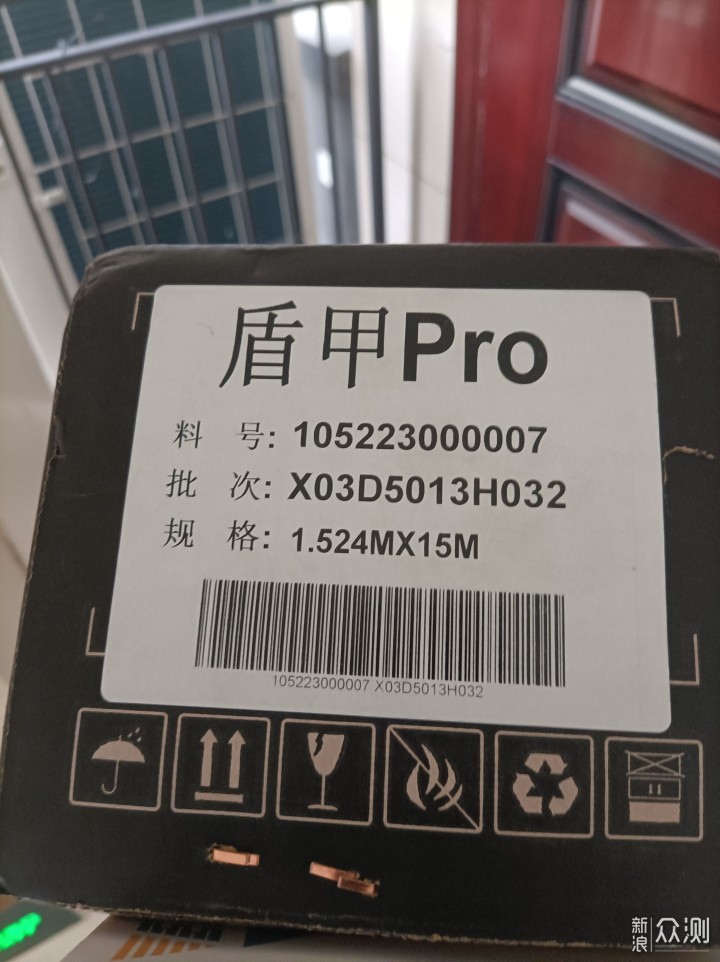 盾甲Pro
料 号: 105223000007
批 次: X03D5013H032
规 格: 1.524MX15M
105223000007 X03D5013H032
新浪 众测